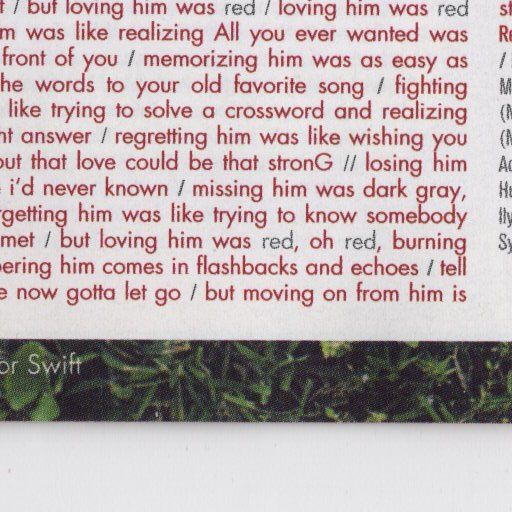 / but loving him was red / loving him was red
m was like realizing All you ever wanted was
front of you / memorizing him was as easy as
he words to your old favorite song / fighting
like trying to solve a crossword and realizing
ht answer / regretting him was like wishing you
out that love could be that stronG // losing him
i'd never known / missing him was dark gray,
rgetting him was like trying to know somebody
met / but loving him was red, oh red, burning
bering him comes in flashbacks and echoes / tell
e now gotta let go / but moving on from him is
or Swift
st
Re
/
M
(N
(N
Ac
Hu
Ily
Sy